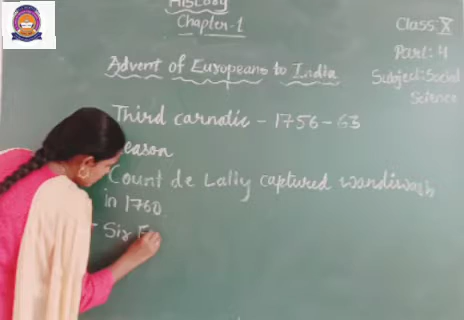 History
Chapter-1
Class X
Part: 4
Subject: Social
Science
Advent of Europeans to India
Third carnatic - 1756-63
eason
Count de Lally captured wandiwash
in 1760
Sir E